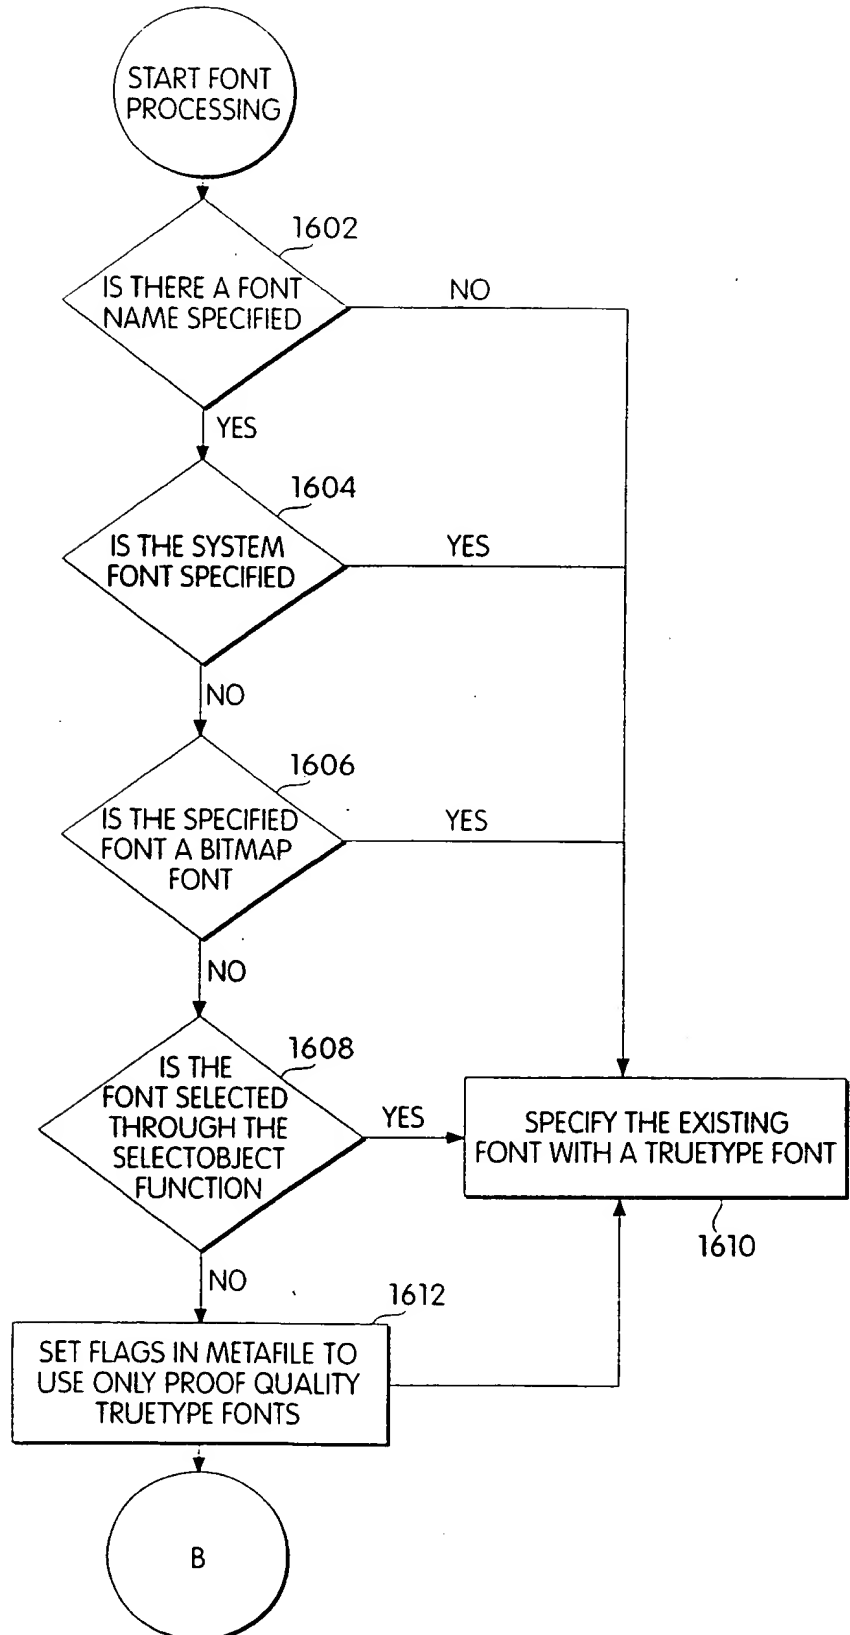 START FONT
PROCESSING
1602
IS THERE A FONT
NAME SPECIFIED
NO
YES
1604
IS THE SYSTEM
FONT SPECIFIED
YES
NO
1606
IS THE SPECIFIED
FONT A BITMAP
FONT
YES
NO
1608
IS THE
FONT SELECTED
THROUGH THE
SELECTOBJECT
FUNCTION
YES
SPECIFY THE EXISTING
FONT WITH A TRUETYPE FONT
1610
NO
1612
SET FLAGS IN METAFILE TO
USE ONLY PROOF QUALITY
TRUETYPE FONTS
B